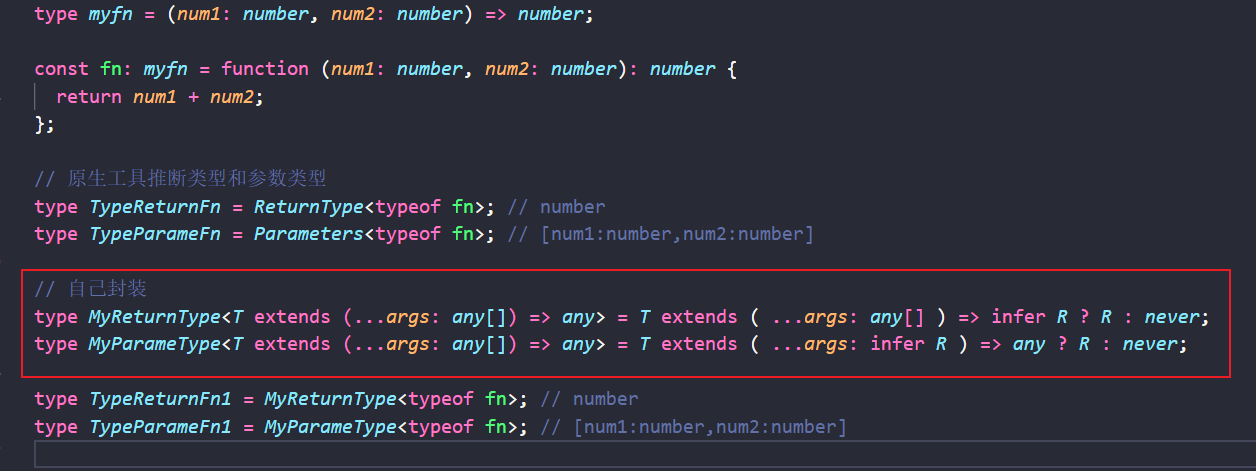 type myfn = (num1: number, num2: number) => number;
const fn: myfn = function (num1: number, num2: number): number {
return num1 + num2;
};
// 原生工具推断类型和参数类型
type TypeReturnFn = ReturnType<typeof fn>; // number
type TypeParameFn = Parameters<typeof fn>; // [num1:number,num2:number]
// 自己封装
type MyReturnType<T extends (...args: any[]) => any> = T extends ( ...args: any[] ) => infer R ? R : never;
type MyParameType<T extends (...args: any[]) => any> = T extends ( ...args: infer R ) => any ? R : never;
type TypeReturnFn1 = MyReturnType<typeof fn>; // number
type TypeParameFn1 = MyParameType<typeof fn>; // [num1:number,num2:number]